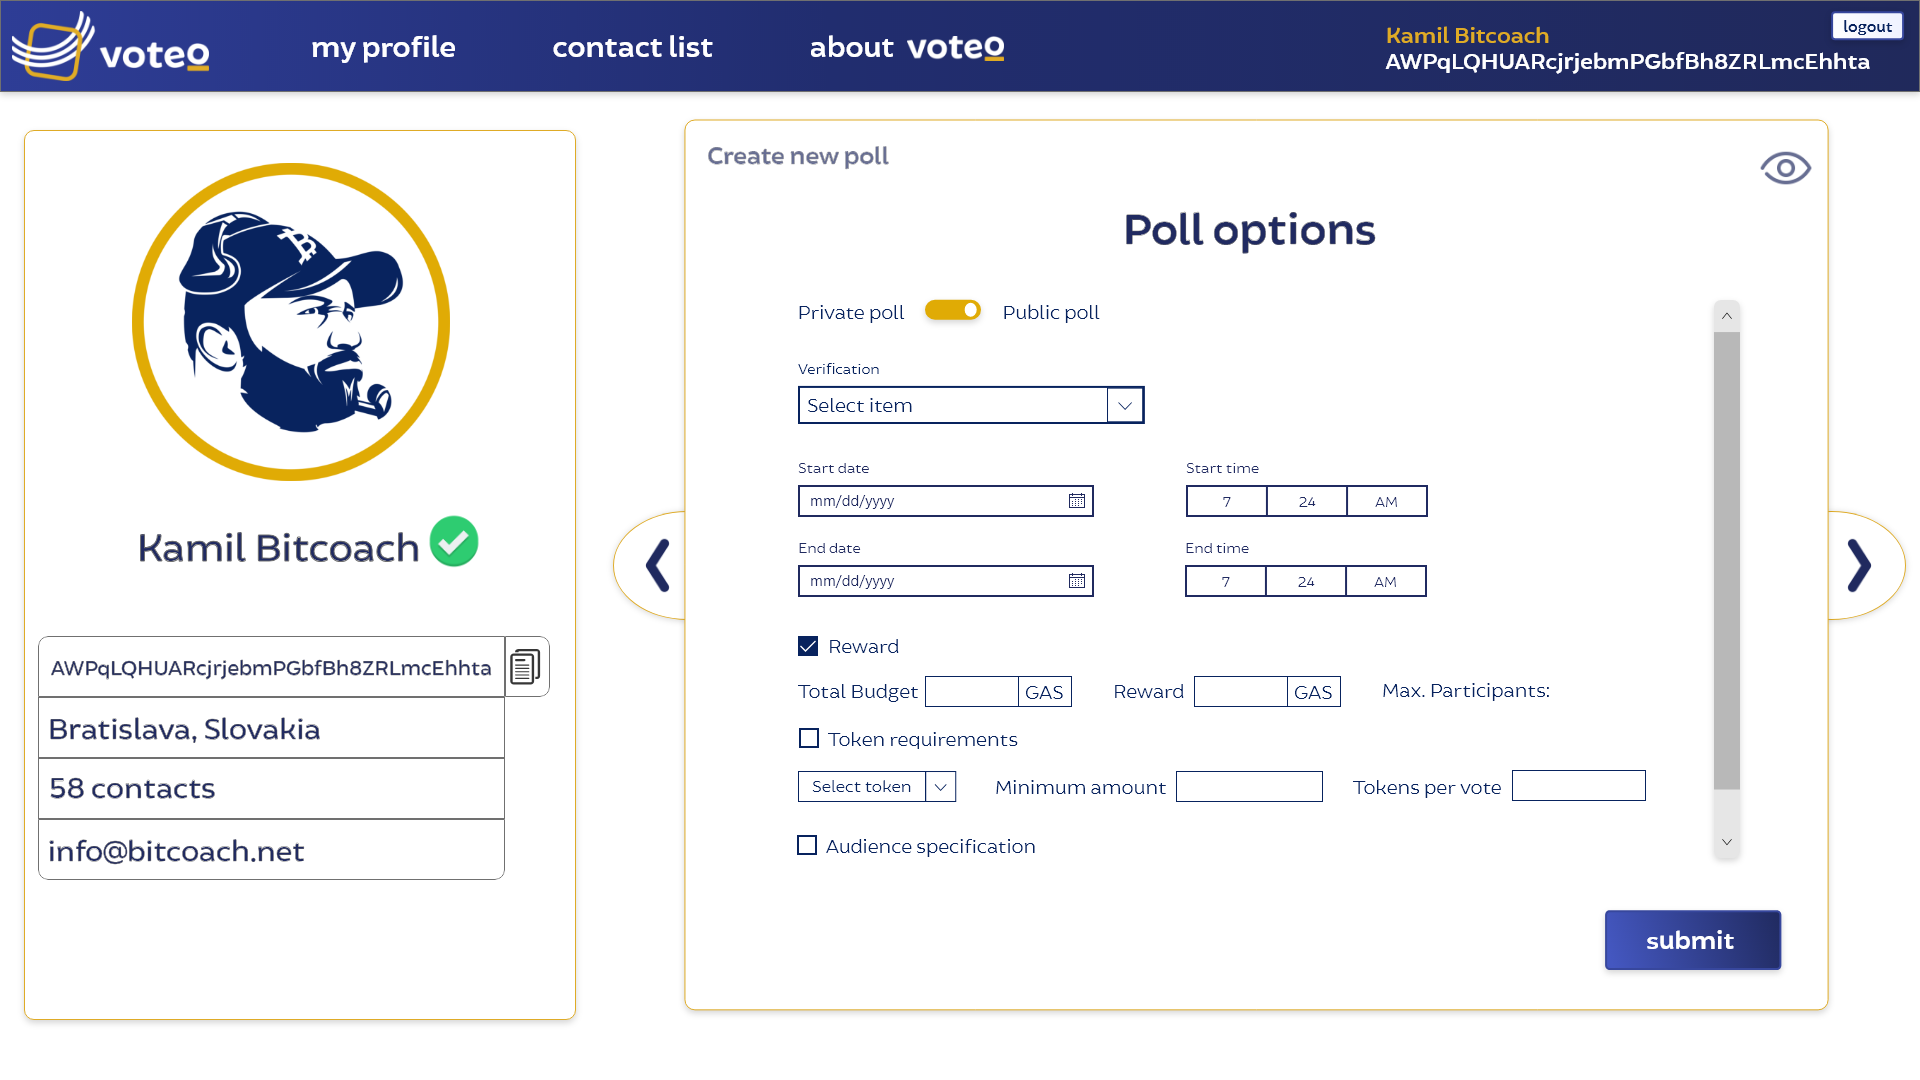 voteo
my profile
contact list
about voteo
Kamil Bitcoach
AWPqLQHUARcjrjebmPGbfBh8ZRLmcEhhta
logout
Kamil Bitcoach
AWPqLQHUARcjrjebmPGbfBh8ZRLmcEhhta
Bratislava, Slovakia
58 contacts
info@bitcoach.net
Create new poll
Poll options
Private poll Public poll
Verification
Select item
Start date Start time
mm/dd/yyyy 7 24 AM
End date End time
mm/dd/yyyy 7 24 AM
Reward
Total Budget GAS Reward GAS Max. Participants:
Token requirements
Select token Minimum amount Tokens per vote
Audience specification
submit